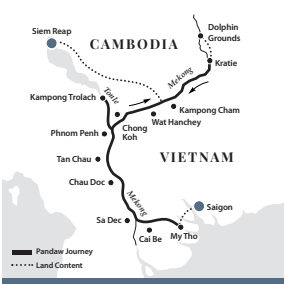 Dolphin
Grounds
Siem Reap
CAMBODIA
Kratie
Mekong
Kampong Trolach
Tonle
Kampong Cham
Wat Hanchey
Chong
Koh
Phnom Penh
VIETNAM
Tan Chau
Chau Doc
Mekong
Saigon
Sa Dec
Cai Be
My Tho
Pandaw Journey
Land Content